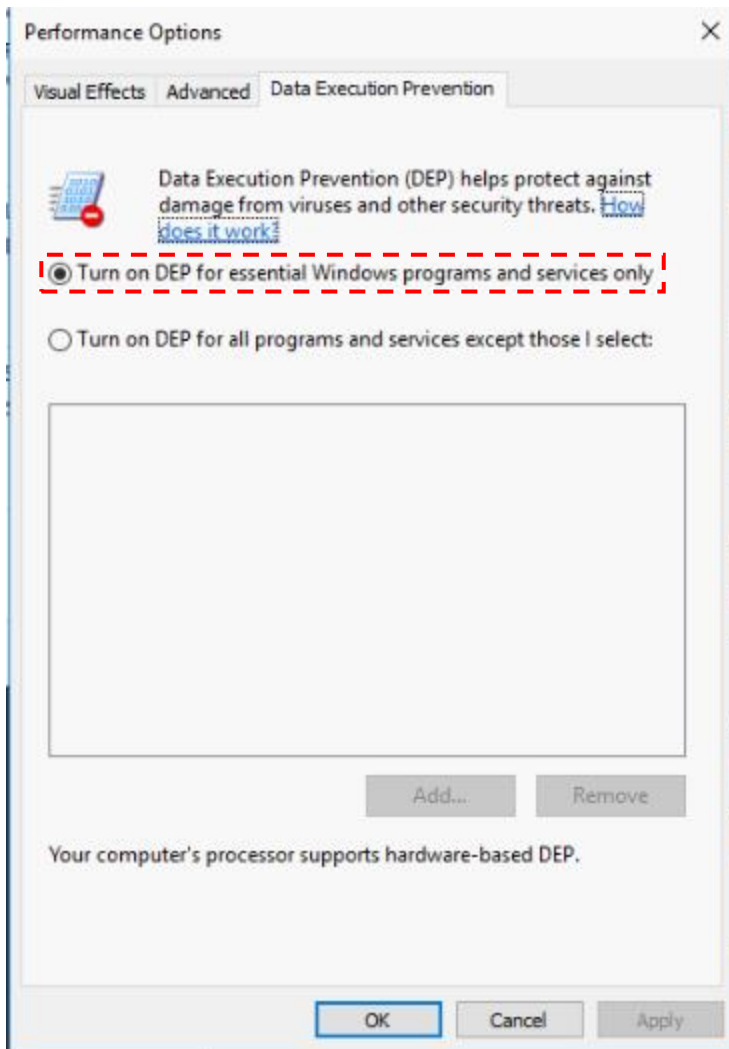 Performance Options
Visual Effects Advanced Data Execution Prevention
Data Execution Prevention (DEP) helps protect against
damage from viruses and other security threats. How
does it work?
Turn on DEP for essential Windows programs and services only
Turn on DEP for all programs and services except those I select:
Add... Remove
Your computer's processor supports hardware-based DEP.
OK Cancel Apply